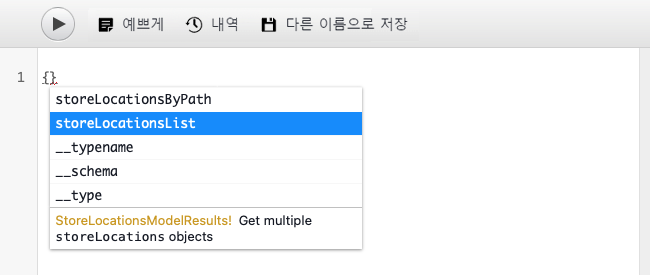 예쁘게 내역 다른 이름으로 저장
1 {}
storeLocationsByPath
storeLocationsList
__typename
__schema
__type
StoreLocationsModelResults! Get multiple
storeLocations objects